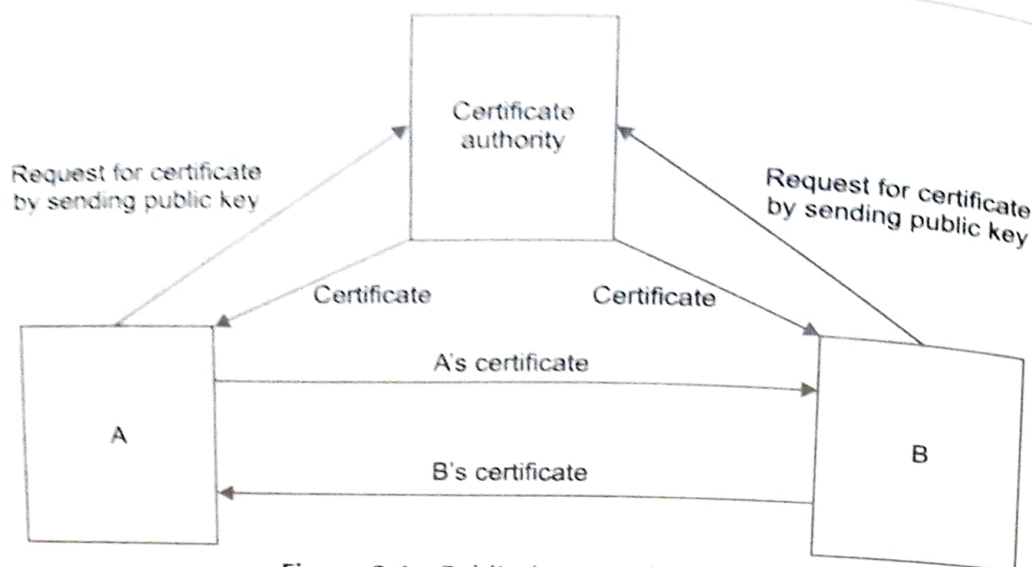 Certificate
authority
Request for certificate
by sending public key
Request for certificate
by sending public key
Certificate
Certificate
A's certificate
A
B
B's certificate